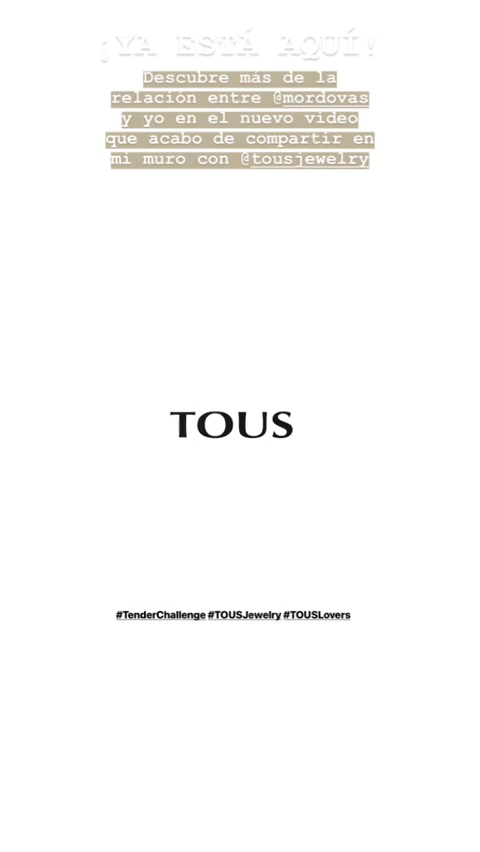 ¡YA ESTÁ AQUÍ!
Descubre más de la
relación entre @mordovas
y yo en el nuevo video
que acabo de compartir en
mi muro con @tousjewelry
TOUS
#TenderChallenge #TOUSJewelry #TOUSLovers